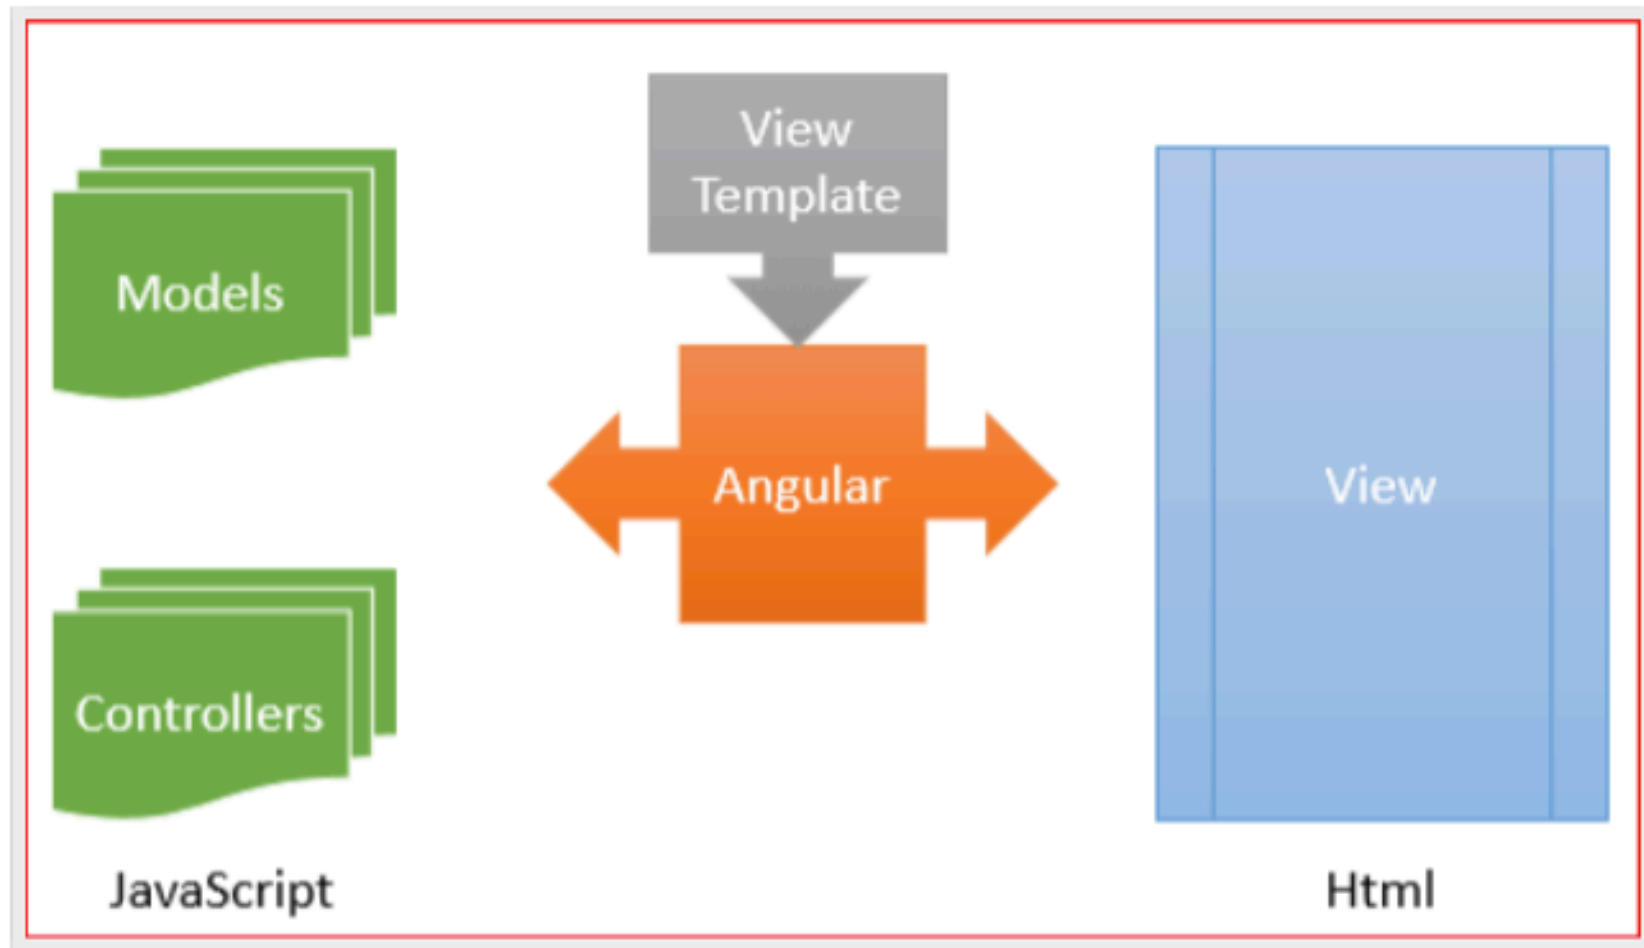 View
Template
Models
Angular
View
Controllers
JavaScript
Html